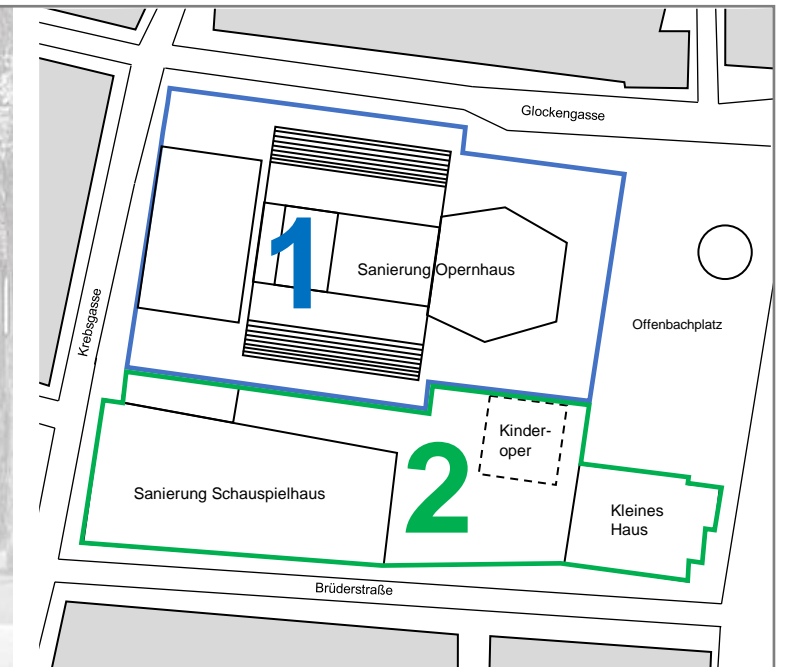 Glockengasse
1
Sanierung Opernhaus
Krebsgasse
Offenbachplatz
Kinder-
oper
2
Sanierung Schauspielhaus
Kleines
Haus
Brüderstraße